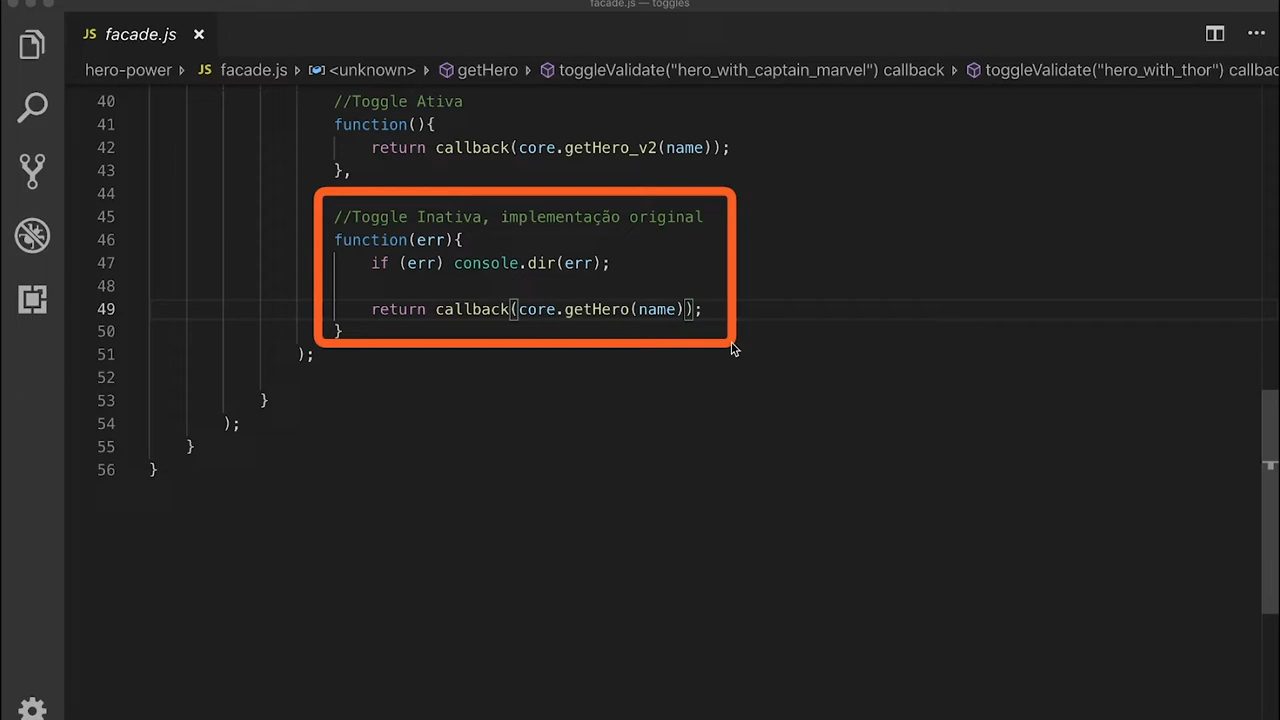 facade.js — toggles
JS facade.js ×
hero-power › JS facade.js › <unknown> › getHero › toggleValidate("hero_with_captain_marvel") callback › toggleValidate("hero_with_thor") callbac
40 //Toggle Ativa
41 function(){
42 return callback(core.getHero_v2(name));
43 },
44
45 //Toggle Inativa, implementação original
46 function(err){
47 if (err) console.dir(err);
48
49 return callback(core.getHero(name));
50 }
51 );
52
53 }
54 );
55 }
56 }